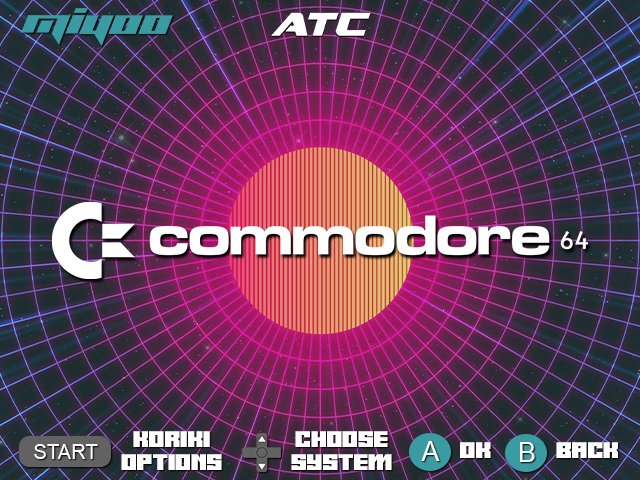 miyoo
ATC
commodore 64
START
KORIKI
OPTIONS
CHOOSE
SYSTEM
A OK
B BACK